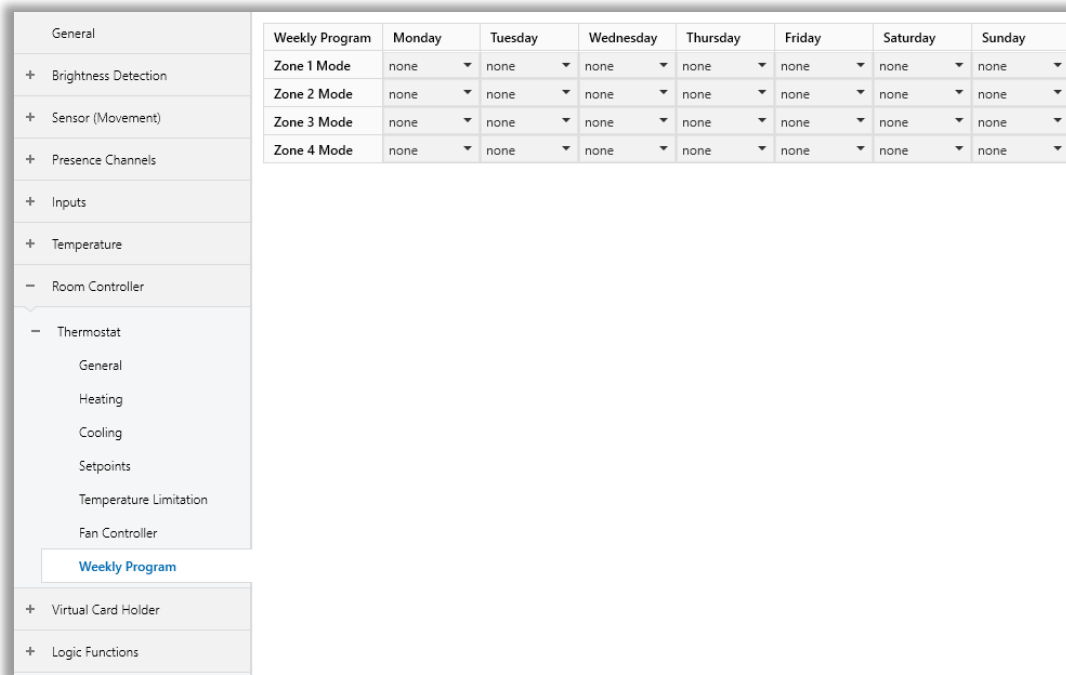 General
Brightness Detection
Sensor (Movement)
Presence Channels
Inputs
Temperature
Room Controller
Thermostat
General
Heating
Cooling
Setpoints
Temperature Limitation
Fan Controller
Weekly Program
Virtual Card Holder
Logic Functions
Weekly Program Monday Tuesday Wednesday Thursday Friday Saturday Sunday
Zone 1 Mode none none none none none none none
Zone 2 Mode none none none none none none none
Zone 3 Mode none none none none none none none
Zone 4 Mode none none none none none none none